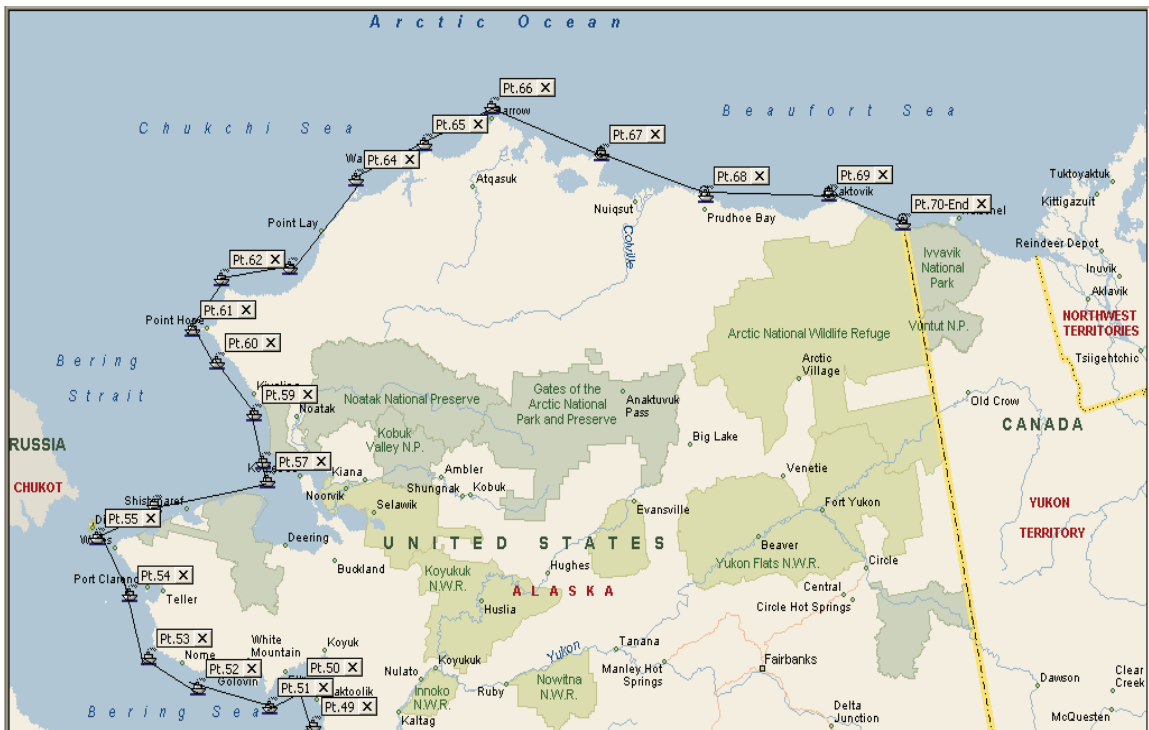 Arctic Ocean
Pt.66
Beaufort Sea
Chukchi Sea
Pt.65
Pt.67
Pt.64
Atqasuk
Pt.68
Pt.69
Tuktoyaktuk
Nuiqsut
Prudhoe Bay
Kittigazuit
Pt.70-End
Point Lay
Colville
Reindeer Depot
Pt.62
Ivvavik
National
Park
Inuvik
Aklavik
Pt.61
Point Hope
Vuntut N.P.
NORTHWEST
TERRITORIES
Arctic National Wildlife Refuge
Pt.60
Tsiigehtchic
Bering
Strait
Arctic
Village
Pt.59
Noatak National Preserve
Gates of the
Arctic National
Park and Preserve
Anaktuvuk
Pass
Noatak
Old Crow
CANADA
RUSSIA
Kobuk
Valley N.P.
Big Lake
Pt.57
Kiana
Ambler
Venetie
CHUKOT
Shungnak
Kobuk
Noorvik
Selawik
Evansville
Fort Yukon
YUKON
TERRITORY
Pt.55
Deering
UNITED STATES
Beaver
Yukon Flats N.W.R.
Buckland
Koyukuk
N.W.R.
Hughes
Circle
Pt.54
Teller
ALASKA
Central
Circle Hot Springs
Huslia
Pt.53
Nome
White
Mountain
Koyuk
Yukon
Tanana
Pt.52
Golovin
Pt.50
Nulato
Koyukuk
Manley Hot
Springs
Fairbanks
Pt.51
Ruby
Nowitna
N.W.R.
Dawson
Clear
Creek
Bering Sea
Pt.49
Innoko
N.W.R.
Kaltag
Delta
Junction
McQuesten